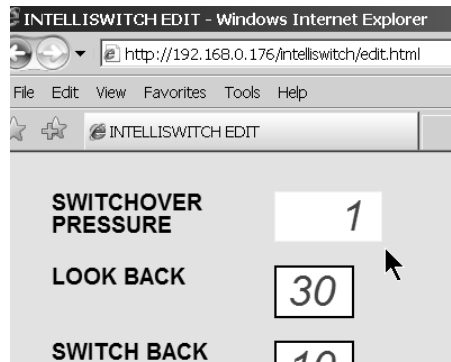 INTELLISWITCH EDIT - Windows Internet Explorer
http://192.168.0.176/intelliswitch/edit.html
File Edit View Favorites Tools Help
INTELLISWITCH EDIT
SWITCHOVER
PRESSURE
1
LOOK BACK
30
SWITCH BACK
10